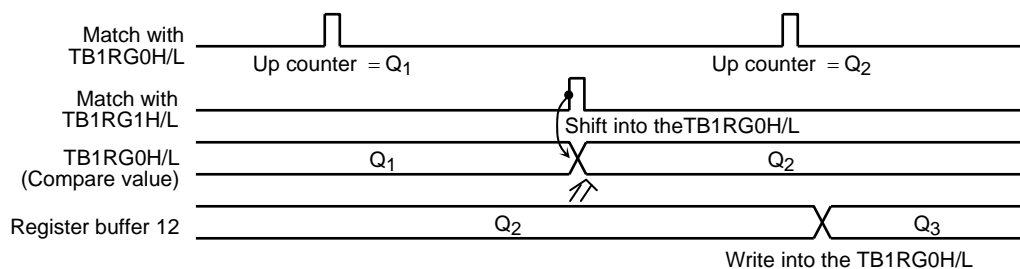 Match with
TB1RG0H/L
Up counter = Q1
Up counter = Q2
Match with
TB1RG1H/L
Shift into theTB1RG0H/L
TB1RG0H/L
(Compare value)
Q1
Q2
Register buffer 12
Q2
Q3
Write into the TB1RG0H/L